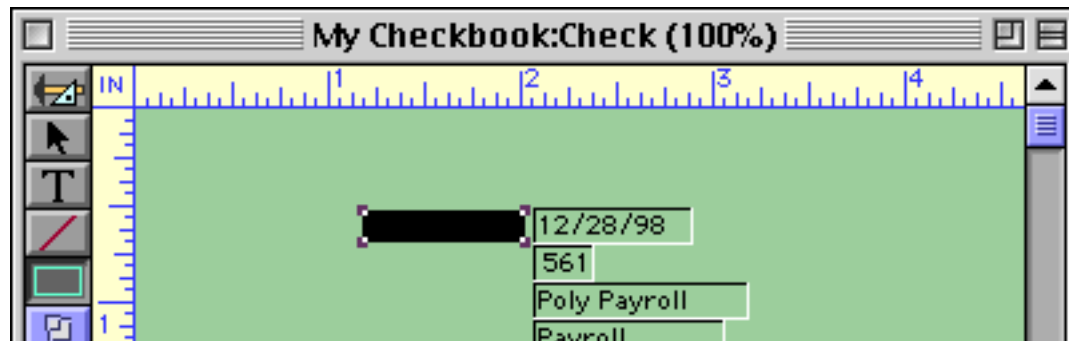 My Checkbook:Check (100%)
IN 1 2 3 4
T
12/28/98
561
Poly Payroll
1
Payroll